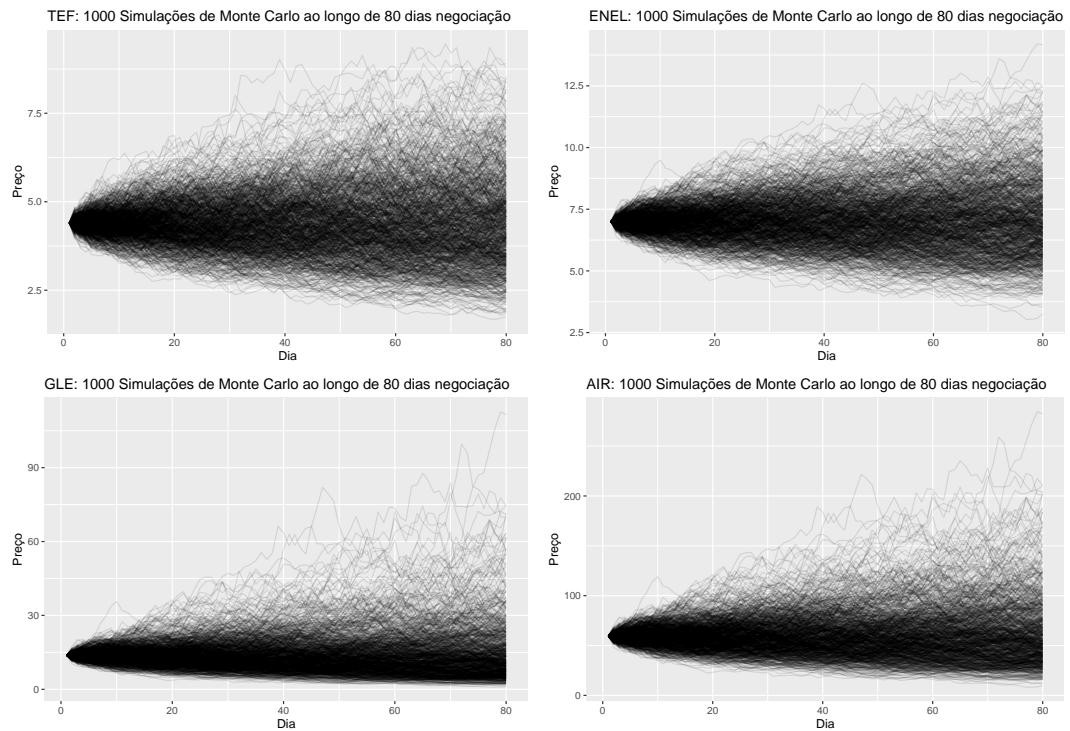 TEF: 1000 Simulações de Monte Carlo ao longo de 80 dias negociação
Preço
7.5
5.0
2.5
0 20 40 60 80
Dia
ENEL: 1000 Simulações de Monte Carlo ao longo de 80 dias negociação
Preço
12.5
10.0
7.5
5.0
2.5
0 20 40 60 80
Dia
GLE: 1000 Simulações de Monte Carlo ao longo de 80 dias negociação
Preço
90
60
30
0
0 20 40 60 80
Dia
AIR: 1000 Simulações de Monte Carlo ao longo de 80 dias negociação
Preço
200
100
0
0 20 40 60 80
Dia